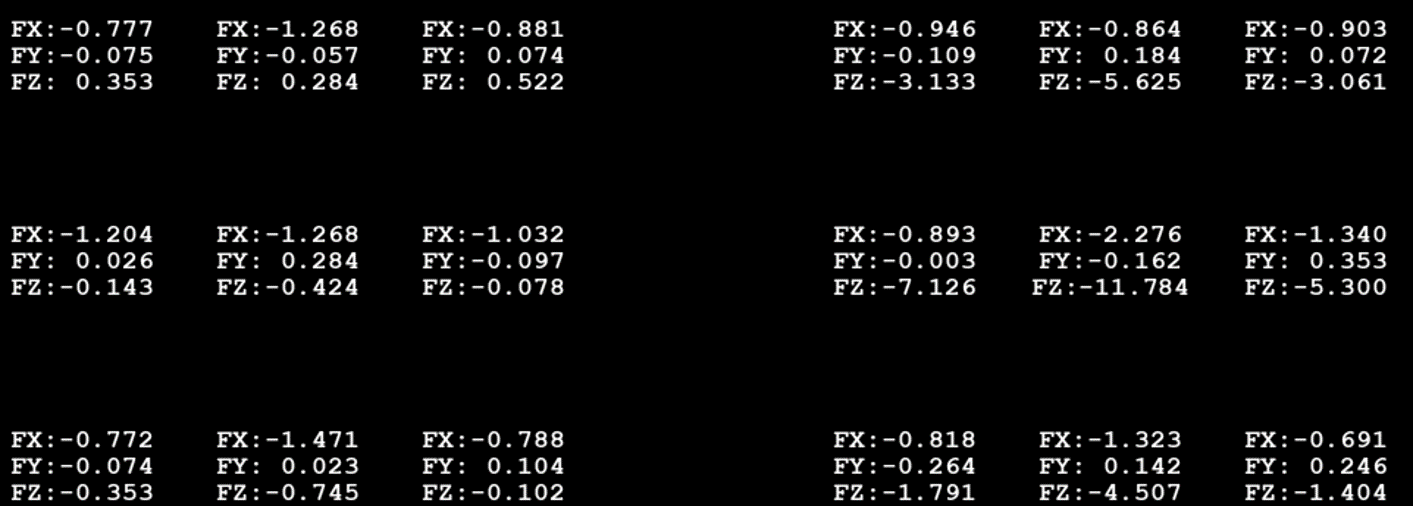 FX:-0.777 FX:-1.268 FX:-0.881 FX:-0.946 FX:-0.864 FX:-0.903
FY:-0.075 FY:-0.057 FY: 0.074 FY:-0.109 FY: 0.184 FY: 0.072
FZ: 0.353 FZ: 0.284 FZ: 0.522 FZ:-3.133 FZ:-5.625 FZ:-3.061
FX:-1.204 FX:-1.268 FX:-1.032 FX:-0.893 FX:-2.276 FX:-1.340
FY: 0.026 FY: 0.284 FY:-0.097 FY:-0.003 FY:-0.162 FY: 0.353
FZ:-0.143 FZ:-0.424 FZ:-0.078 FZ:-7.126 FZ:-11.784 FZ:-5.300
FX:-0.772 FX:-1.471 FX:-0.788 FX:-0.818 FX:-1.323 FX:-0.691
FY:-0.074 FY: 0.023 FY: 0.104 FY:-0.264 FY: 0.142 FY: 0.246
FZ:-0.353 FZ:-0.745 FZ:-0.102 FZ:-1.791 FZ:-4.507 FZ:-1.404